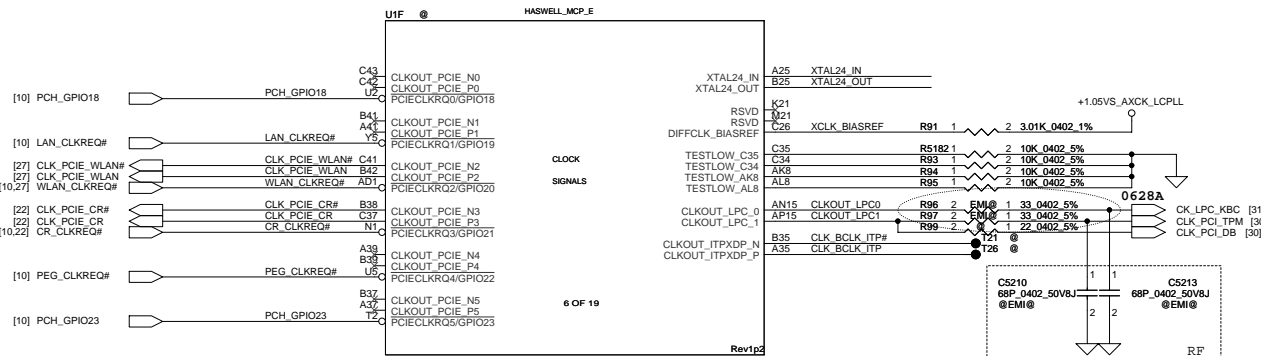 U1F @ HASWELL_MCP_E
C43 CLKOUT_PCIE_N0
C42 CLKOUT_PCIE_P0
[10] PCH_GPIO18 PCH_GPIO18 U2 PCIECLKRQ0/GPIO18
B41 CLKOUT_PCIE_N1
A41 CLKOUT_PCIE_P1
[10] LAN_CLKREQ# LAN_CLKREQ# Y5 PCIECLKRQ1/GPIO19
[27] CLK_PCIE_WLAN# CLK_PCIE_WLAN# C41 CLKOUT_PCIE_N2
[27] CLK_PCIE_WLAN CLK_PCIE_WLAN B42 CLKOUT_PCIE_P2
[10,27] WLAN_CLKREQ# WLAN_CLKREQ# AD1 PCIECLKRQ2/GPIO20
[22] CLK_PCIE_CR# CLK_PCIE_CR# B38 CLKOUT_PCIE_N3
[22] CLK_PCIE_CR CLK_PCIE_CR C37 CLKOUT_PCIE_P3
[10,22] CR_CLKREQ# CR_CLKREQ# N1 PCIECLKRQ3/GPIO21
A39 CLKOUT_PCIE_N4
B39 CLKOUT_PCIE_P4
[10] PEG_CLKREQ# PEG_CLKREQ# U5 PCIECLKRQ4/GPIO22
B37 CLKOUT_PCIE_N5
A37 CLKOUT_PCIE_P5
[10] PCH_GPIO23 PCH_GPIO23 T2 PCIECLKRQ5/GPIO23
CLOCK
SIGNALS
6 OF 19
Rev1p2
XTAL24_IN A25 XTAL24_IN
XTAL24_OUT B25 XTAL24_OUT
RSVD K21
RSVD M21
+1.05VS_AXCK_LCPLL
DIFFCLK_BIASREF C26 XCLK_BIASREF R91 1 2 3.01K_0402_1%
TESTLOW_C35 C35 R5182 1 2 10K_0402_5%
TESTLOW_C34 C34 R93 1 2 10K_0402_5%
TESTLOW_AK8 AK8 R94 1 2 10K_0402_5%
TESTLOW_AL8 AL8 R95 1 2 10K_0402_5%
0628A
CLKOUT_LPC_0 AN15 CLKOUT_LPC0 R96 2 EMI@ 1 33_0402_5% CK_LPC_KBC [31
CLKOUT_LPC_1 AP15 CLKOUT_LPC1 R97 2 EMI@ 1 33_0402_5% CLK_PCI_TPM [30
R99 2 @ 1 22_0402_5% CLK_PCI_DB [30]
CLKOUT_ITPXDP_N B35 CLK_BCLK_ITP# T21 @
CLKOUT_ITPXDP_P A35 CLK_BCLK_ITP T26 @
1 1
C5210 C5213
68P_0402_50V8J 68P_0402_50V8J
@EMI@ @EMI@
2 2
RF